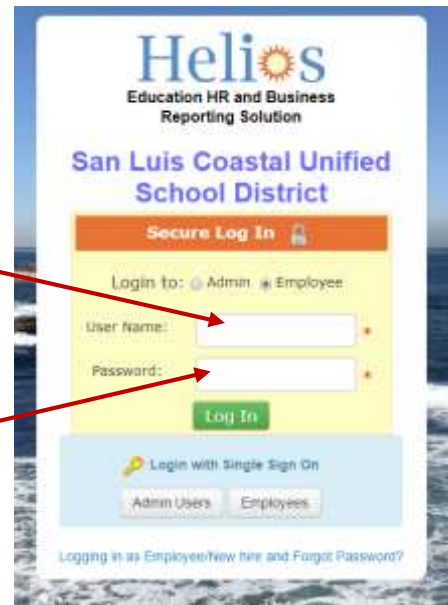 Helios
Education HR and Business
Reporting Solution
San Luis Coastal Unified
School District
Secure Log In
Login to: Admin Employee
User Name: *
Password: *
Log In
Login with Single Sign On
Admin Users Employees
Logging in as Employee/New hire and Forgot Password?